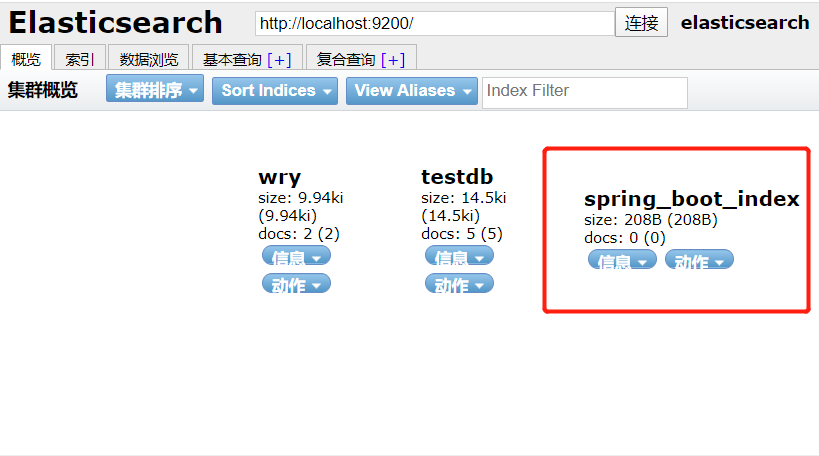 Elasticsearch http://localhost:9200/ 连接 elasticsearch
概览 索引 数据浏览 基本查询 [+] 复合查询 [+]
集群概览 集群排序 Sort Indices View Aliases Index Filter
wry
size: 9.94ki
(9.94ki)
docs: 2 (2)
信息
动作
testdb
size: 14.5ki
(14.5ki)
docs: 5 (5)
信息
动作
spring_boot_index
size: 208B (208B)
docs: 0 (0)
信息 动作